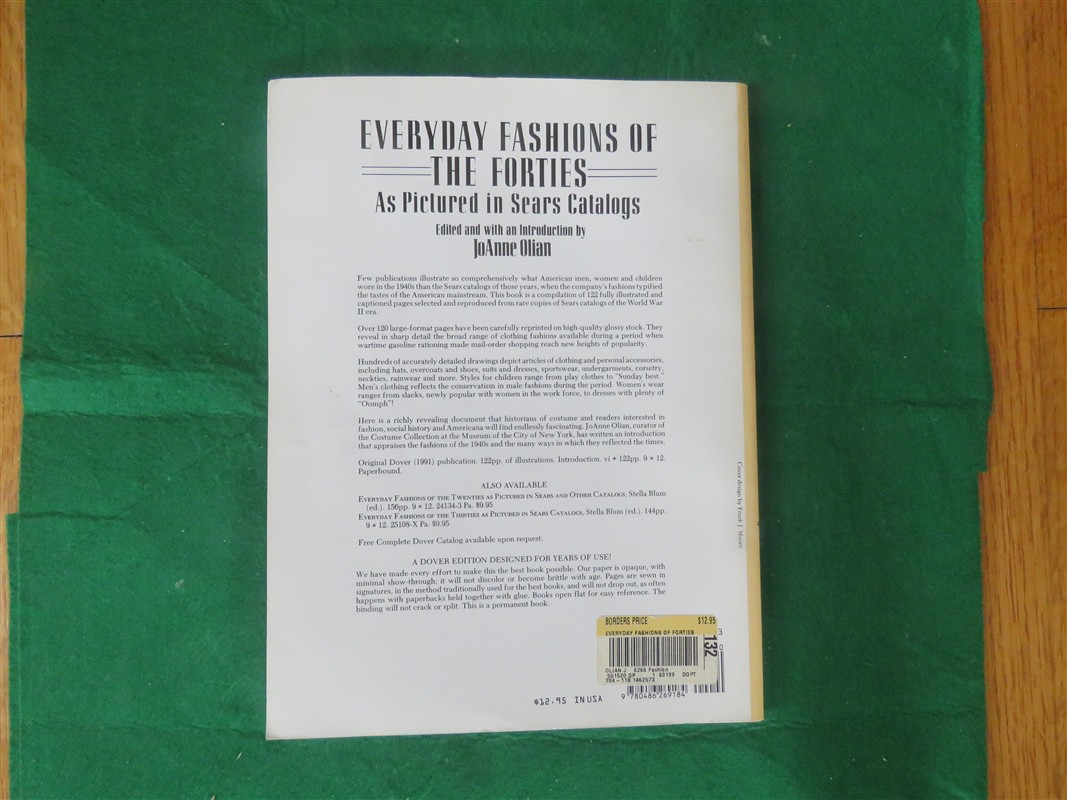 EVERYDAY FASHIONS OF
THE FORTIES
As Pictured in Sears Catalogs
Edited and with an Introduction by
JoAnne Olian
Few publications illustrate so comprehensively what American men, women and children
wore in the 1940s than the Sears catalogs of those years, when the company's fashions typified
the tastes of the American mainstream. This book is a compilation of 122 fully illustrated and
captioned pages selected and reproduced from rare copies of Sears catalogs of the World War
II era.
Over 120 large-format pages have been carefully reprinted on high-quality glossy stock. They
reveal in sharp detail the broad range of clothing fashions available during a period when
wartime gasoline rationing made mail-order shopping reach new heights of popularity.
Hundreds of accurately detailed drawings depict articles of clothing and personal accessories,
including hats, overcoats and shoes, suits and dresses, sportswear, undergarments, corsetry,
neckties, rainwear and more. Styles for children range from play clothes to "Sunday best."
Men's clothing reflects the conservatism in male fashions during the period. Women's wear
ranges from slacks, newly popular with women in the work force, to dresses with plenty of
"Oomph"!
Here is a richly revealing document that historians of costume and readers interested in
fashion, social history and Americana will find endlessly fascinating. JoAnne Olian, curator of
the Costume Collection at the Museum of the City of New York, has written an introduction
that appraises the fashions of the 1940s and the many ways in which they reflected the times.
Original Dover (1991) publication. 122pp. of illustrations. Introduction. vi + 122pp. 9 × 12.
Paperbound.
ALSO AVAILABLE
EVERYDAY FASHIONS OF THE TWENTIES AS PICTURED IN SEARS AND OTHER CATALOGS, Stella Blum
(ed.). 156pp. 9 × 12. 24134-3 Pa. $9.95
EVERYDAY FASHIONS OF THE THIRTIES AS PICTURED IN SEARS CATALOGS, Stella Blum (ed.). 144pp.
9 × 12. 25108-X Pa. $9.95
Free Complete Dover Catalog available upon request.
A DOVER EDITION DESIGNED FOR YEARS OF USE!
We have made every effort to make this the best book possible. Our paper is opaque, with
minimal show-through; it will not discolor or become brittle with age. Pages are sewn in
signatures, in the method traditionally used for the best books, and will not drop out, as often
happens with paperbacks held together with glue. Books open flat for easy reference. The
binding will not crack or split. This is a permanent book.
Cover design by Frank J. Moore
BORDERS PRICE $12.95
EVERYDAY FASHIONS OF FORTIES
132
OLIAN J 6268 Fashion
1 60199 DOPT
$12.95 IN USA
9 780486 269184